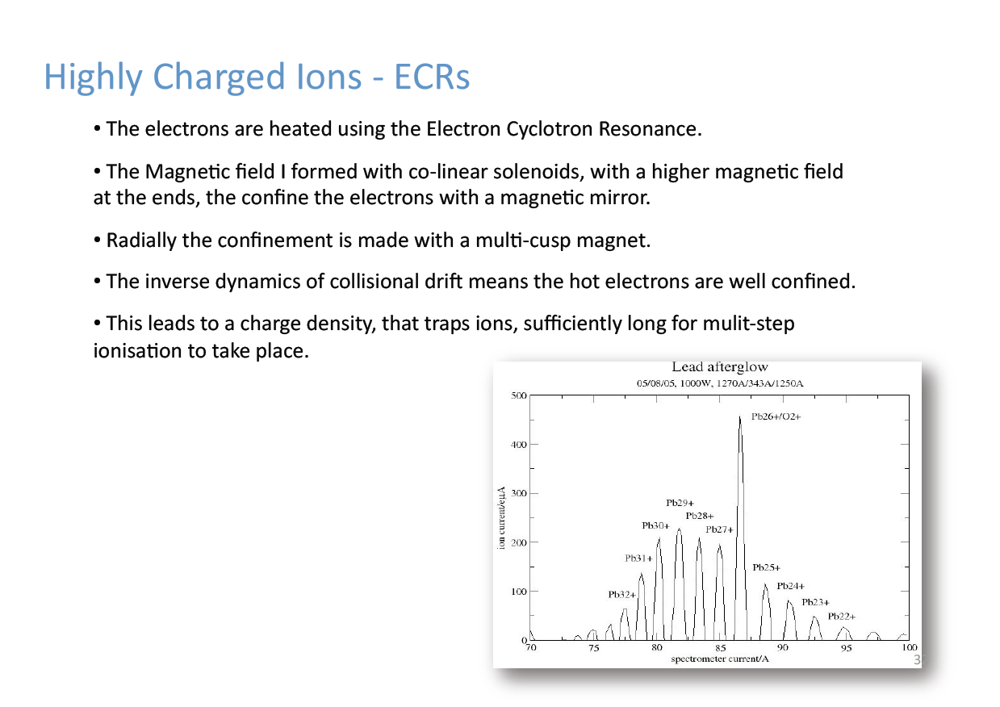 Highly Charged Ions - ECRs
• The electrons are heated using the Electron Cyclotron Resonance.
• The Magnetic field I formed with co-linear solenoids, with a higher magnetic field
at the ends, the confine the electrons with a magnetic mirror.
• Radially the confinement is made with a multi-cusp magnet.
• The inverse dynamics of collisional drift means the hot electrons are well confined.
• This leads to a charge density, that traps ions, sufficiently long for mulit-step
ionisation to take place.
Lead afterglow
05/08/05, 1000W, 1270A/343A/1250A
500
400
300
200
100
0
ion current/eµA
Pb26+/O2+
Pb29+
Pb28+
Pb30+
Pb27+
Pb31+
Pb25+
Pb24+
Pb32+
Pb23+
Pb22+
70 75 80 85 90 95 100
spectrometer current/A
3